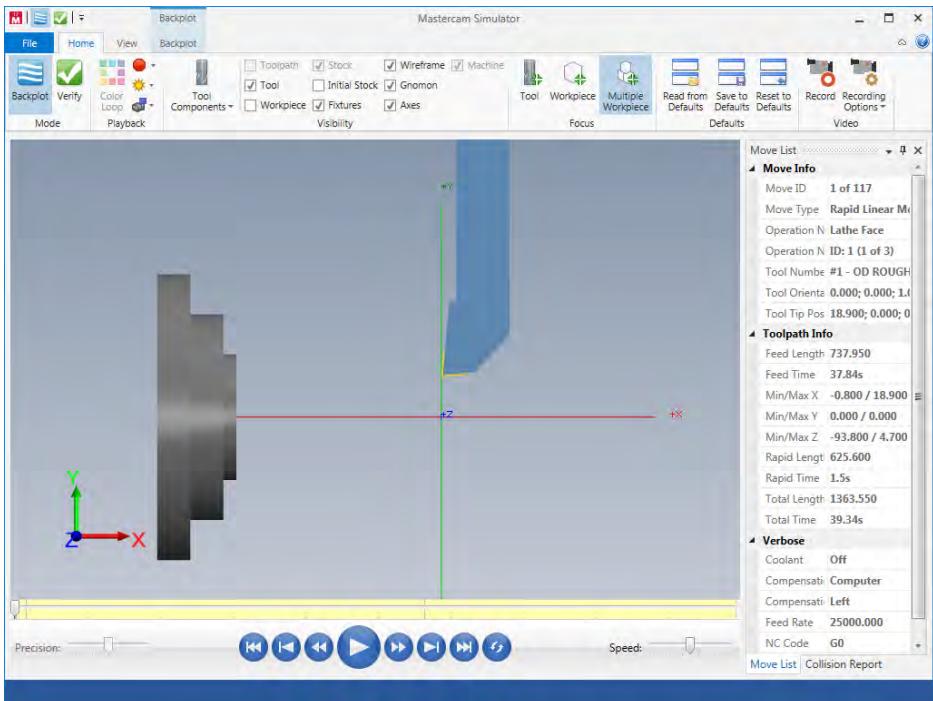 Backplot
Mastercam Simulator
File Home View Backplot
Backplot Verify
Color Loop
Tool Components
Toolpath Stock Wireframe Machine
Tool Initial Stock Gnomon
Workpiece Fixtures Axes
Tool Workpiece Multiple Workpiece
Read from Defaults Save to Defaults Reset to Defaults
Record Recording Options
Mode Playback Visibility Focus Defaults Video
Move List
Move Info
Move ID 1 of 117
Move Type Rapid Linear Mo
Operation N Lathe Face
Operation N ID: 1 (1 of 3)
Tool Numbe #1 - OD ROUGH
Tool Orienta 0.000; 0.000; 1.0
Tool Tip Pos 18.900; 0.000; 0
Toolpath Info
Feed Length 737.950
Feed Time 37.84s
Min/Max X -0.800 / 18.900
Min/Max Y 0.000 / 0.000
Min/Max Z -93.800 / 4.700
Rapid Lengt 625.600
Rapid Time 1.5s
Total Length 1363.550
Total Time 39.34s
Verbose
Coolant Off
Compensati Computer
Compensati Left
Feed Rate 25000.000
NC Code G0
Move List Collision Report
+Y
+Z
+X
Y
Z
X
Precision:
Speed: